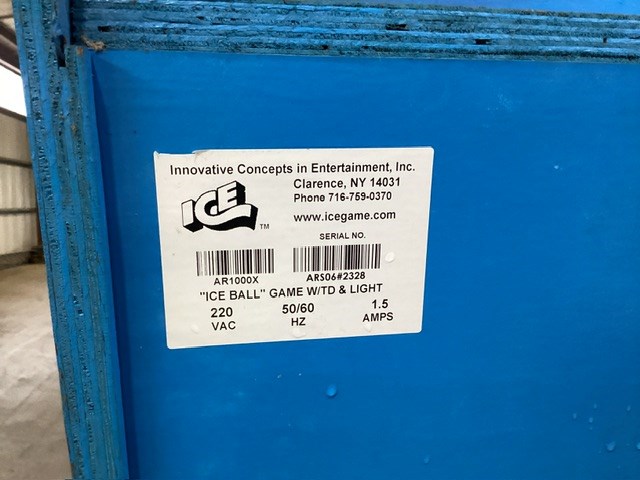 Innovative Concepts in Entertainment, Inc.
Clarence, NY 14031
Phone 716-759-0370
ICE TM
www.icegame.com
SERIAL NO.
AR1000X
ARS06#2328
"ICE BALL" GAME W/TD & LIGHT
220 50/60 1.5
VAC HZ AMPS